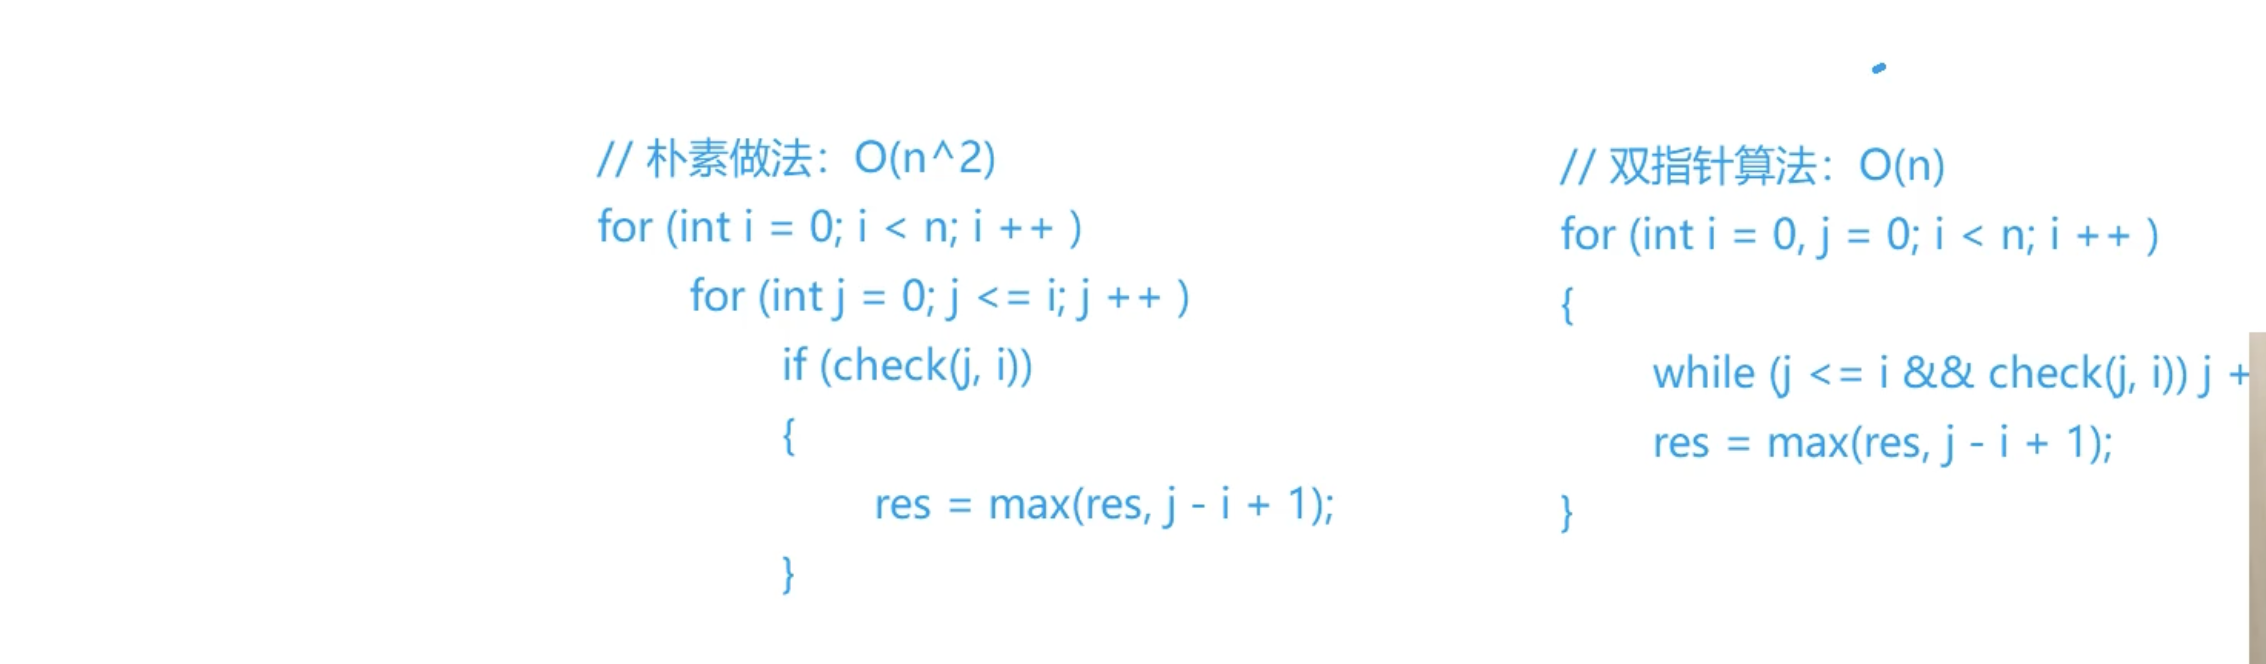 // 朴素做法：O(n^2)
for (int i = 0; i < n; i ++ )
for (int j = 0; j <= i; j ++ )
if (check(j, i))
{
res = max(res, j - i + 1);
}
// 双指针算法：O(n)
for (int i = 0, j = 0; i < n; i ++ )
{
while (j <= i && check(j, i)) j +
res = max(res, j - i + 1);
}